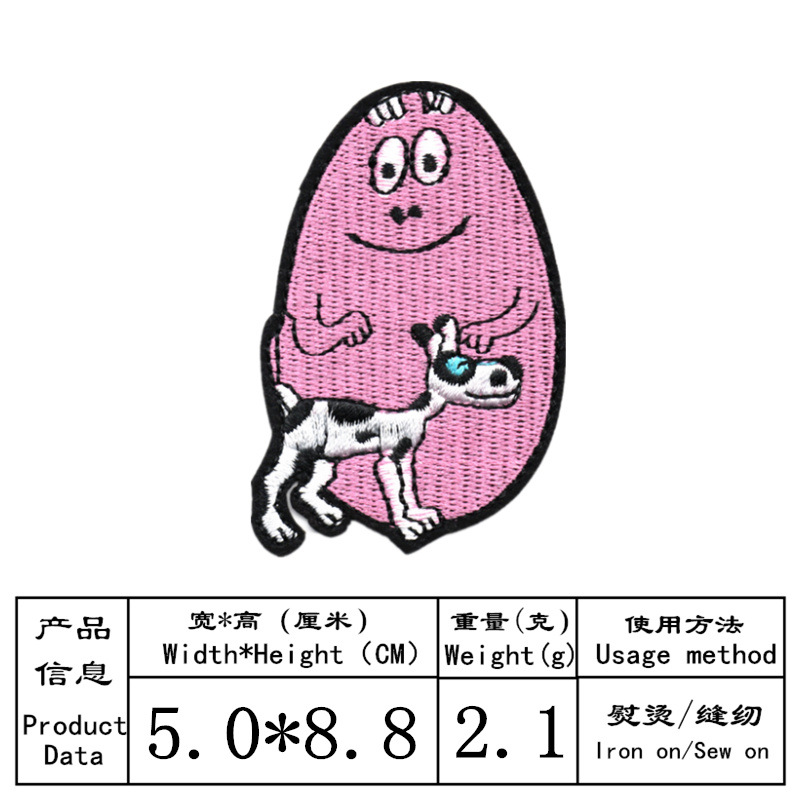 产品
信息
Product
Data
宽*高 (厘米)
Width*Height (CM)
重量(克)
Weight(g)
使用方法
Usage method
5.0*8.8
2.1
熨烫/缝纫
Iron on/Sew on